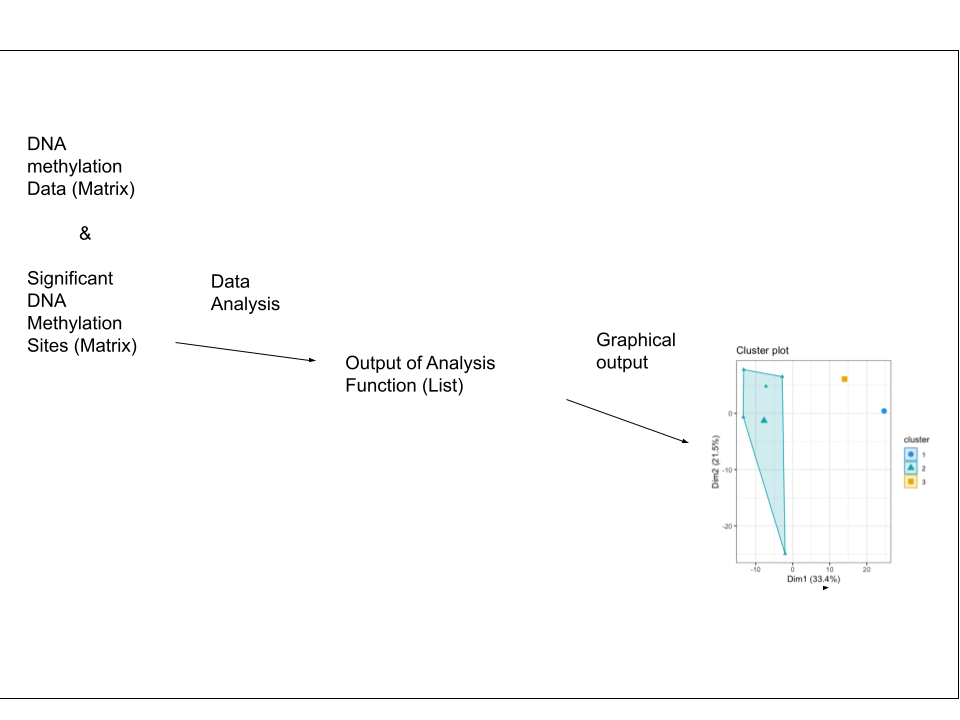 DNA
methylation
Data (Matrix)
&
Significant
DNA
Methylation
Sites (Matrix)
Data
Analysis
Output of Analysis
Function (List)
Graphical
output
Cluster plot
Dim2 (21.5%)
0
-10
-20
-10
0
10
20
Dim1 (33.4%)
cluster
1
2
3